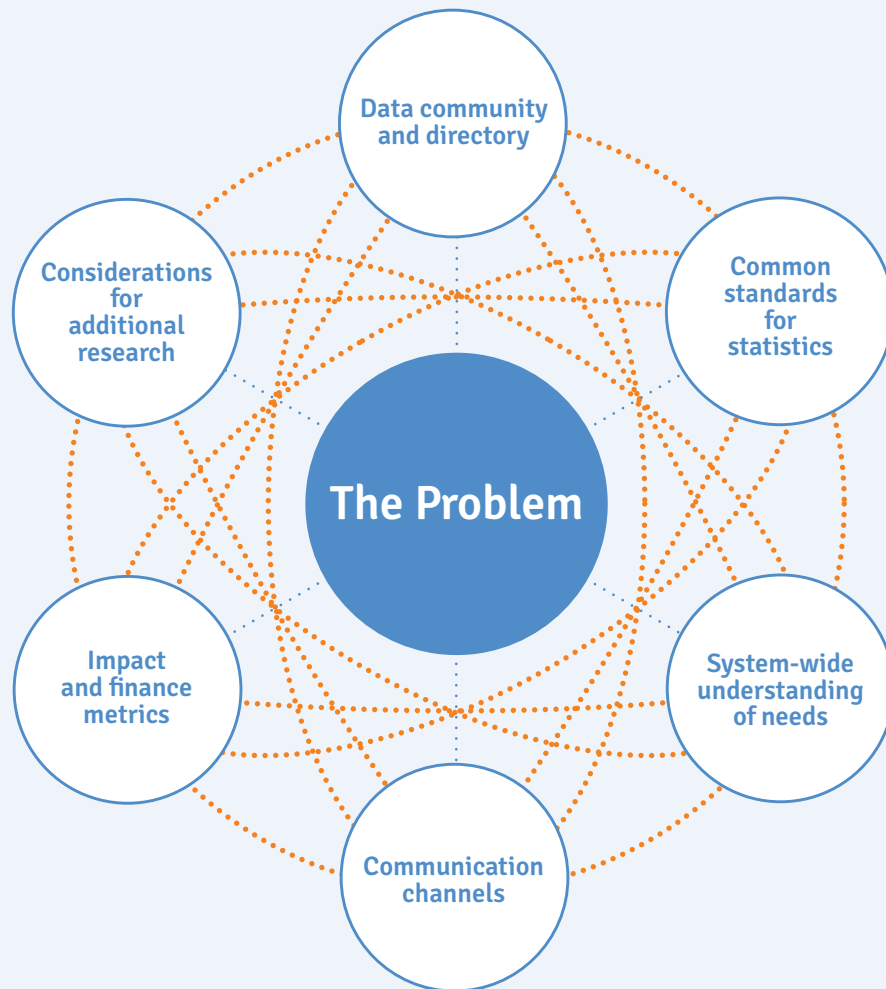 Data community
and directory
Considerations
for
additional
research
Common
standards
for
statistics
The Problem
Impact
and finance
metrics
System-wide
understanding
of needs
Communication
channels